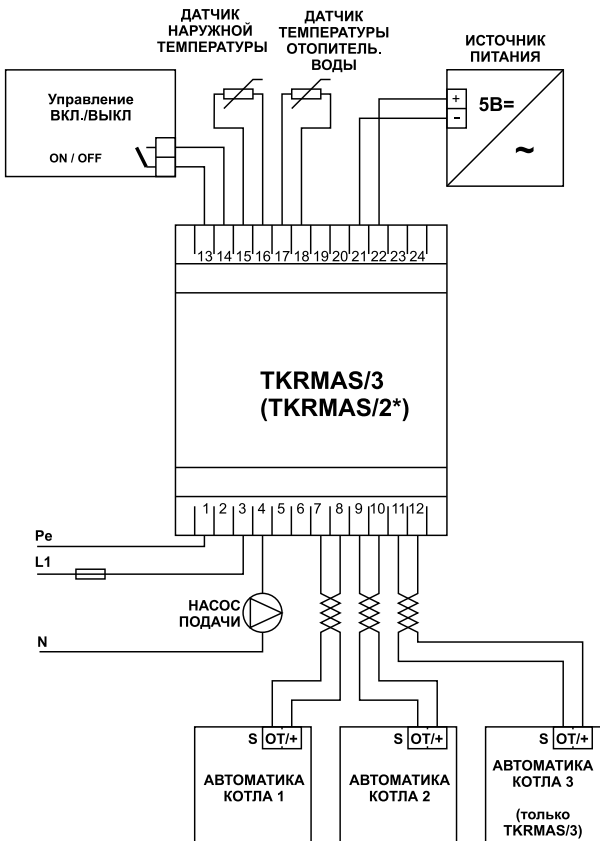 ДАТЧИК
НАРУЖНОЙ
ТЕМПЕРАТУРЫ
ДАТЧИК
ТЕМПЕРАТУРЫ
ОТОПИТЕЛЬ.
ВОДЫ
ИСТОЧНИК
ПИТАНИЯ
Управление
ВКЛ./ВЫКЛ
ON / OFF
+
−
5В=
~
13 14 15 16 17 18 19 20 21 22 23 24
TKRMAS/3
(TKRMAS/2*)
1 2 3 4 5 6 7 8 9 10 11 12
Pe
L1
НАСОС
ПОДАЧИ
N
S OT/+
АВТОМАТИКА
КОТЛА 1
S OT/+
АВТОМАТИКА
КОТЛА 2
S OT/+
АВТОМАТИКА
КОТЛА 3
(только
TKRMAS/3)